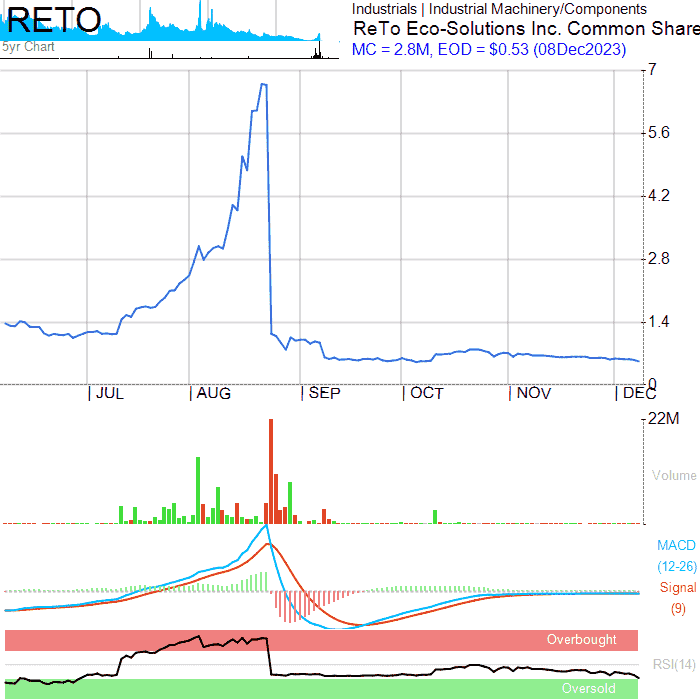 RETO
5yr Chart
Industrials | Industrial Machinery/Components
ReTo Eco-Solutions Inc. Common Share
MC = 2.8M, EOD = $0.53 (08Dec2023)
7
5.6
4.2
2.8
1.4
0
JUL AUG SEP OCT NOV DEC
22M
Volume
MACD
(12-26)
Signal
(9)
Overbought
RSI(14)
Oversold